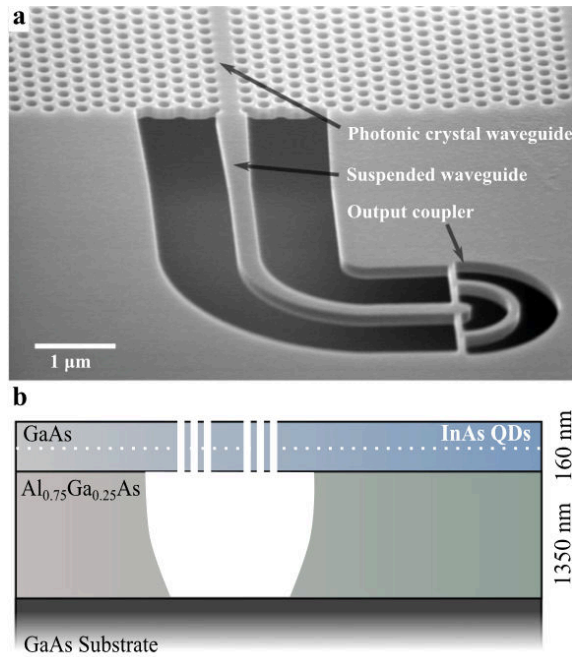 a
Photonic crystal waveguide
Suspended waveguide
Output coupler
1 μm
b
GaAs
InAs QDs
160 nm
Al0.75Ga0.25As
1350 nm
GaAs Substrate